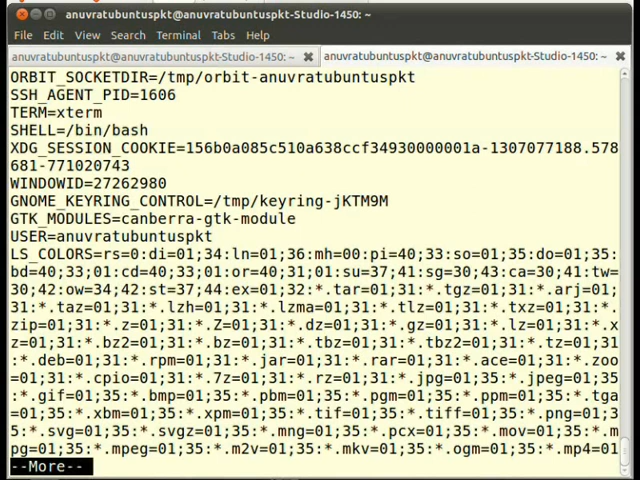 anuvratubuntuspkt@anuvratubuntuspkt-Studio-1450: ~
File Edit View Search Terminal Tabs Help
anuvratubuntuspkt@anuvratubuntuspkt-Studio-1450: ~ anuvratubuntuspkt@anuvratubuntuspkt-Studio-1450: ~
ORBIT_SOCKETDIR=/tmp/orbit-anuvratubuntuspkt
SSH_AGENT_PID=1606
TERM=xterm
SHELL=/bin/bash
XDG_SESSION_COOKIE=156b0a085c510a638ccf34930000001a-1307077188.578
681-771020743
WINDOWID=27262980
GNOME_KEYRING_CONTROL=/tmp/keyring-jKTM9M
GTK_MODULES=canberra-gtk-module
USER=anuvratubuntuspkt
LS_COLORS=rs=0:di=01;34:ln=01;36:mh=00:pi=40;33:so=01;35:do=01;35:
bd=40;33;01:cd=40;33;01:or=40;31;01:su=37;41:sg=30;43:ca=30;41:tw=
30;42:ow=34;42:st=37;44:ex=01;32:*.tar=01;31:*.tgz=01;31:*.arj=01;
31:*.taz=01;31:*.lzh=01;31:*.lzma=01;31:*.tlz=01;31:*.txz=01;31:*.
zip=01;31:*.z=01;31:*.Z=01;31:*.dz=01;31:*.gz=01;31:*.lz=01;31:*.x
z=01;31:*.bz2=01;31:*.bz=01;31:*.tbz=01;31:*.tbz2=01;31:*.tz=01;31
:*.deb=01;31:*.rpm=01;31:*.jar=01;31:*.rar=01;31:*.ace=01;31:*.zoo
=01;31:*.cpio=01;31:*.7z=01;31:*.rz=01;31:*.jpg=01;35:*.jpeg=01;35
:*.gif=01;35:*.bmp=01;35:*.pbm=01;35:*.pgm=01;35:*.ppm=01;35:*.tga
=01;35:*.xbm=01;35:*.xpm=01;35:*.tif=01;35:*.tiff=01;35:*.png=01;3
5:*.svg=01;35:*.svgz=01;35:*.mng=01;35:*.pcx=01;35:*.mov=01;35:*.m
pg=01;35:*.mpeg=01;35:*.m2v=01;35:*.mkv=01;35:*.ogm=01;35:*.mp4=01
--More--